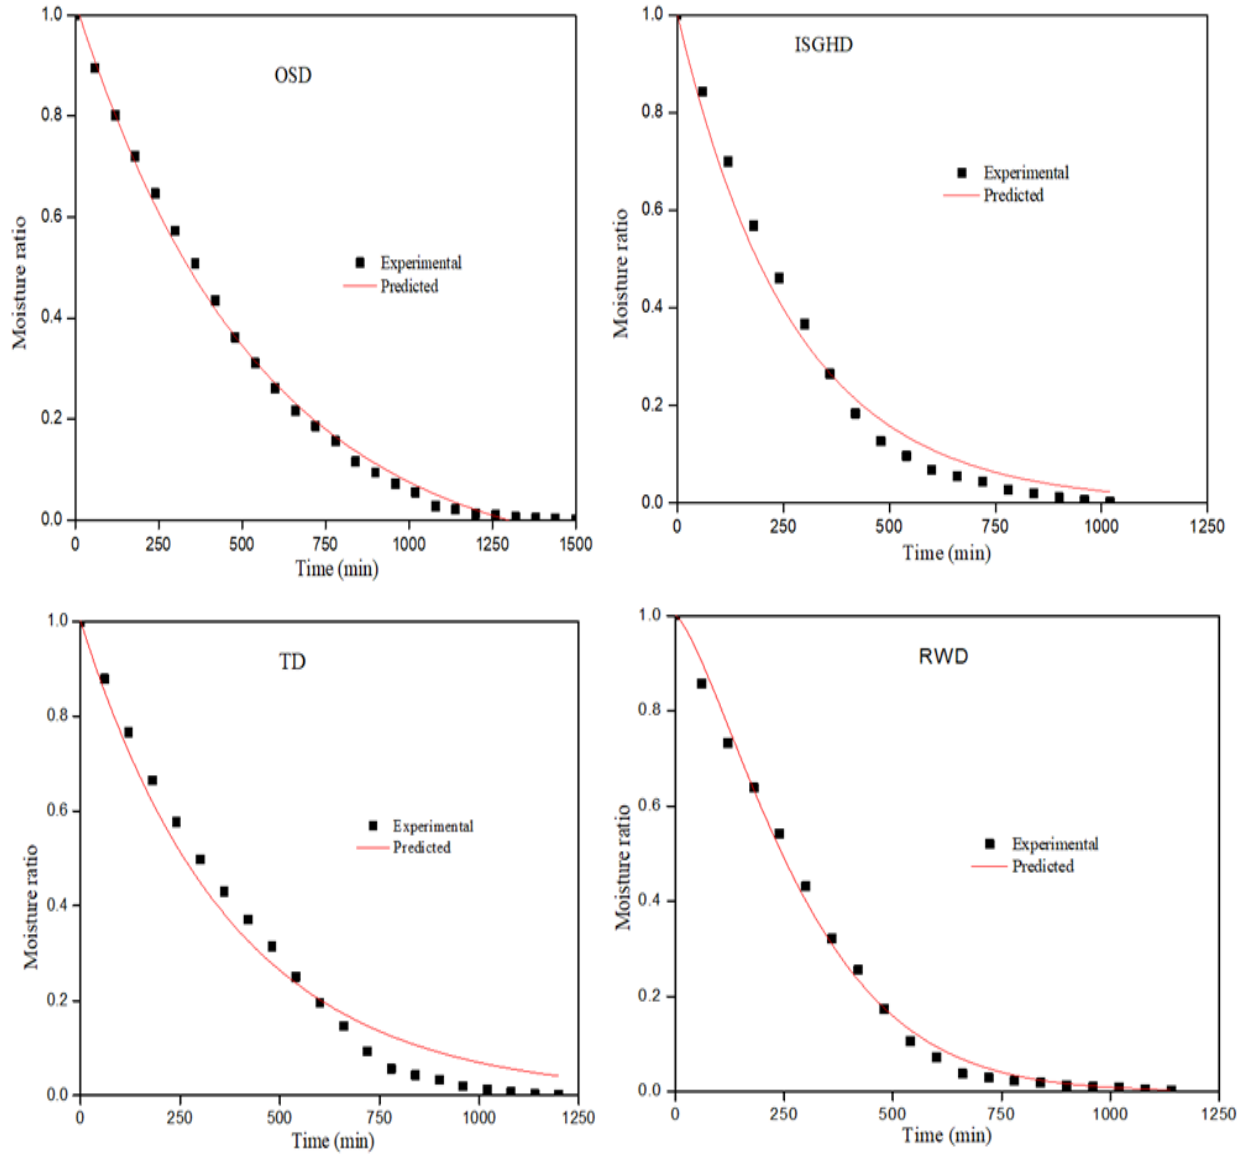 OSD
Moisture ratio
1.0
0.8
0.6
0.4
0.2
0.0
Experimental
Predicted
0 250 500 750 1000 1250 1500
Time (min)
ISGHD
Moisture ratio
1.0
0.8
0.6
0.4
0.2
0.0
Experimental
Predicted
0 250 500 750 1000 1250
Time (min)
TD
Moisture ratio
1.0
0.8
0.6
0.4
0.2
0.0
Experimental
Predicted
0 250 500 750 1000 1250
Time (min)
RWD
Moisture ratio
1.0
0.8
0.6
0.4
0.2
0.0
Experimental
Predicted
0 250 500 750 1000 1250
Time (min)